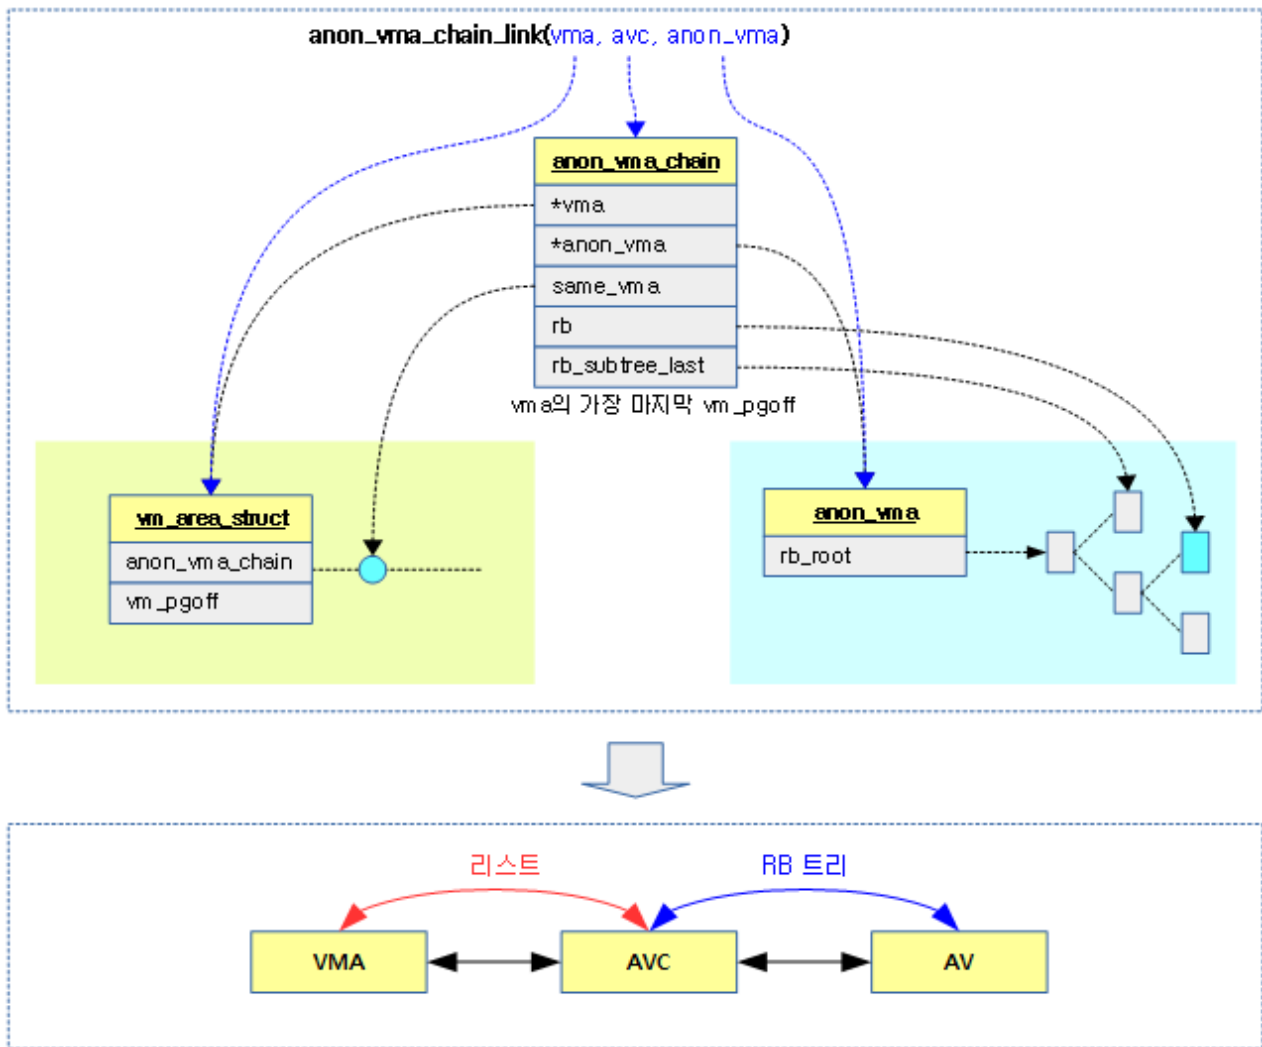 anon_vma_chain_link(vma, avc, anon_vma)
anon_vma_chain
*vma
*anon_vma
same_vma
rb
rb_subtree_last
vma의 가장 마지막 vm_pgoff
vm_area_struct
anon_vma_chain
vm_pgoff
anon_vma
rb_root
리스트
RB 트리
VMA
AVC
AV